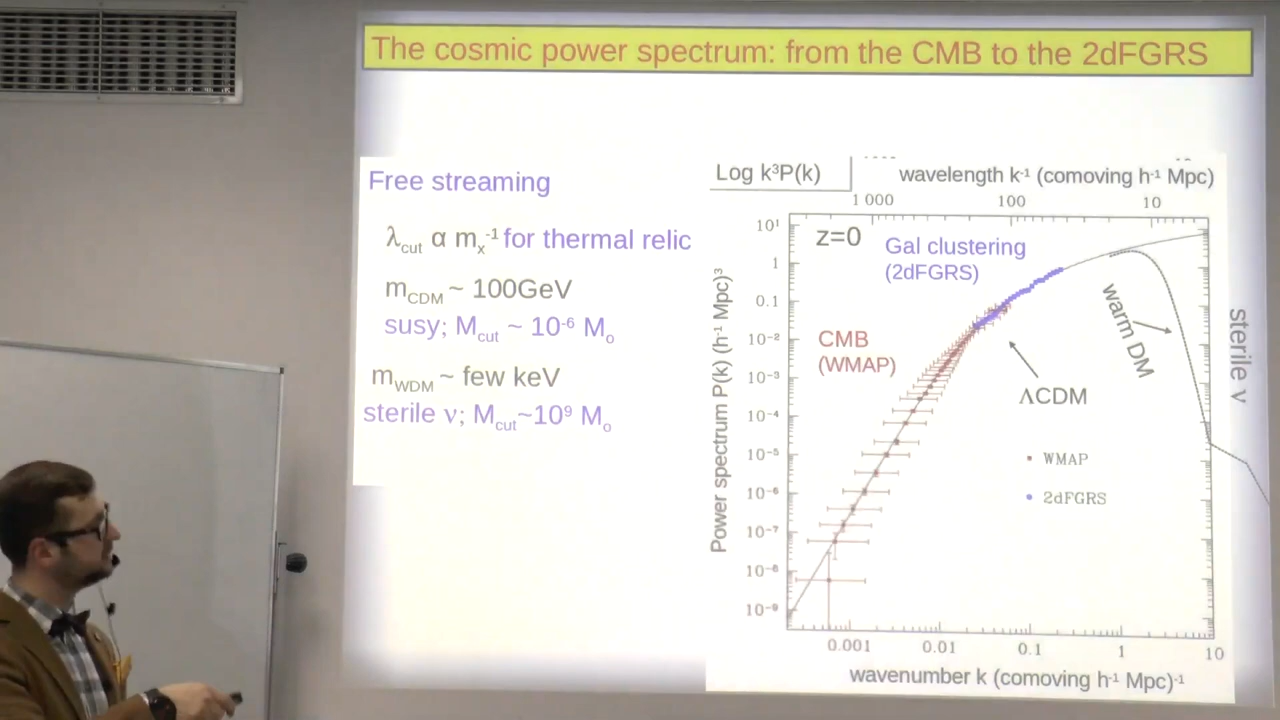 The cosmic power spectrum: from the CMB to the 2dFGRS
Free streaming
λcut α mx⁻¹ for thermal relic
mCDM ~ 100GeV
susy; Mcut ~ 10⁻⁶ Mo
mWDM ~ few keV
sterile ν; Mcut~10⁹ Mo
Log k³P(k)
wavelength k⁻¹ (comoving h⁻¹ Mpc)
1 000 100 10
Power spectrum P(k) (h⁻¹ Mpc)³
10¹
1
0.1
10⁻²
10⁻³
10⁻⁴
10⁻⁵
10⁻⁶
10⁻⁷
10⁻⁸
10⁻⁹
z=0
Gal clustering
(2dFGRS)
CMB
(WMAP)
warm DM
sterile ν
ΛCDM
WMAP
2dFGRS
0.001 0.01 0.1 1 10
wavenumber k (comoving h⁻¹ Mpc)⁻¹